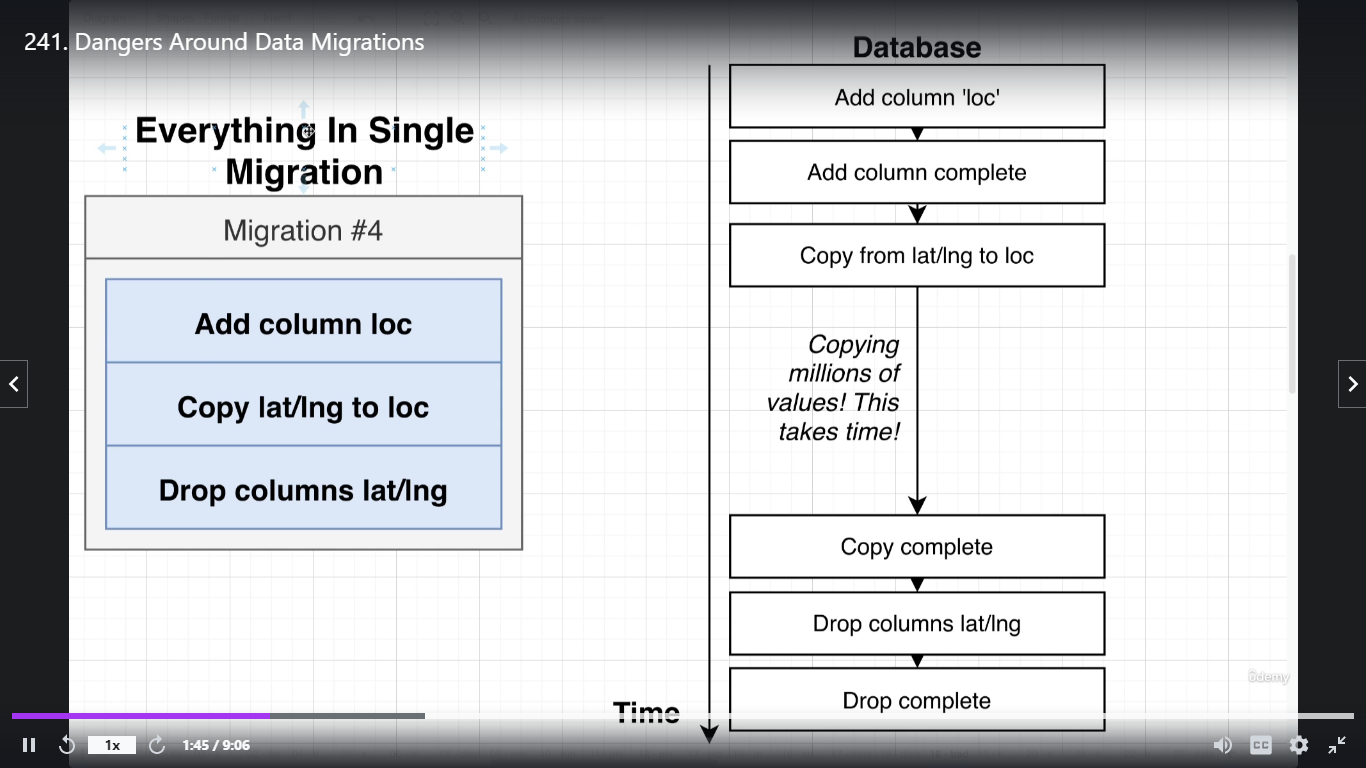 241. Dangers Around Data Migrations
Everything In Single
Migration
Migration #4
Add column loc
Copy lat/lng to loc
Drop columns lat/lng
Database
Add column 'loc'
Add column complete
Copy from lat/lng to loc
Copying
millions of
values! This
takes time!
Copy complete
Drop columns lat/lng
Drop complete
Time
ûdemy
1x
1:45 / 9:06
CC